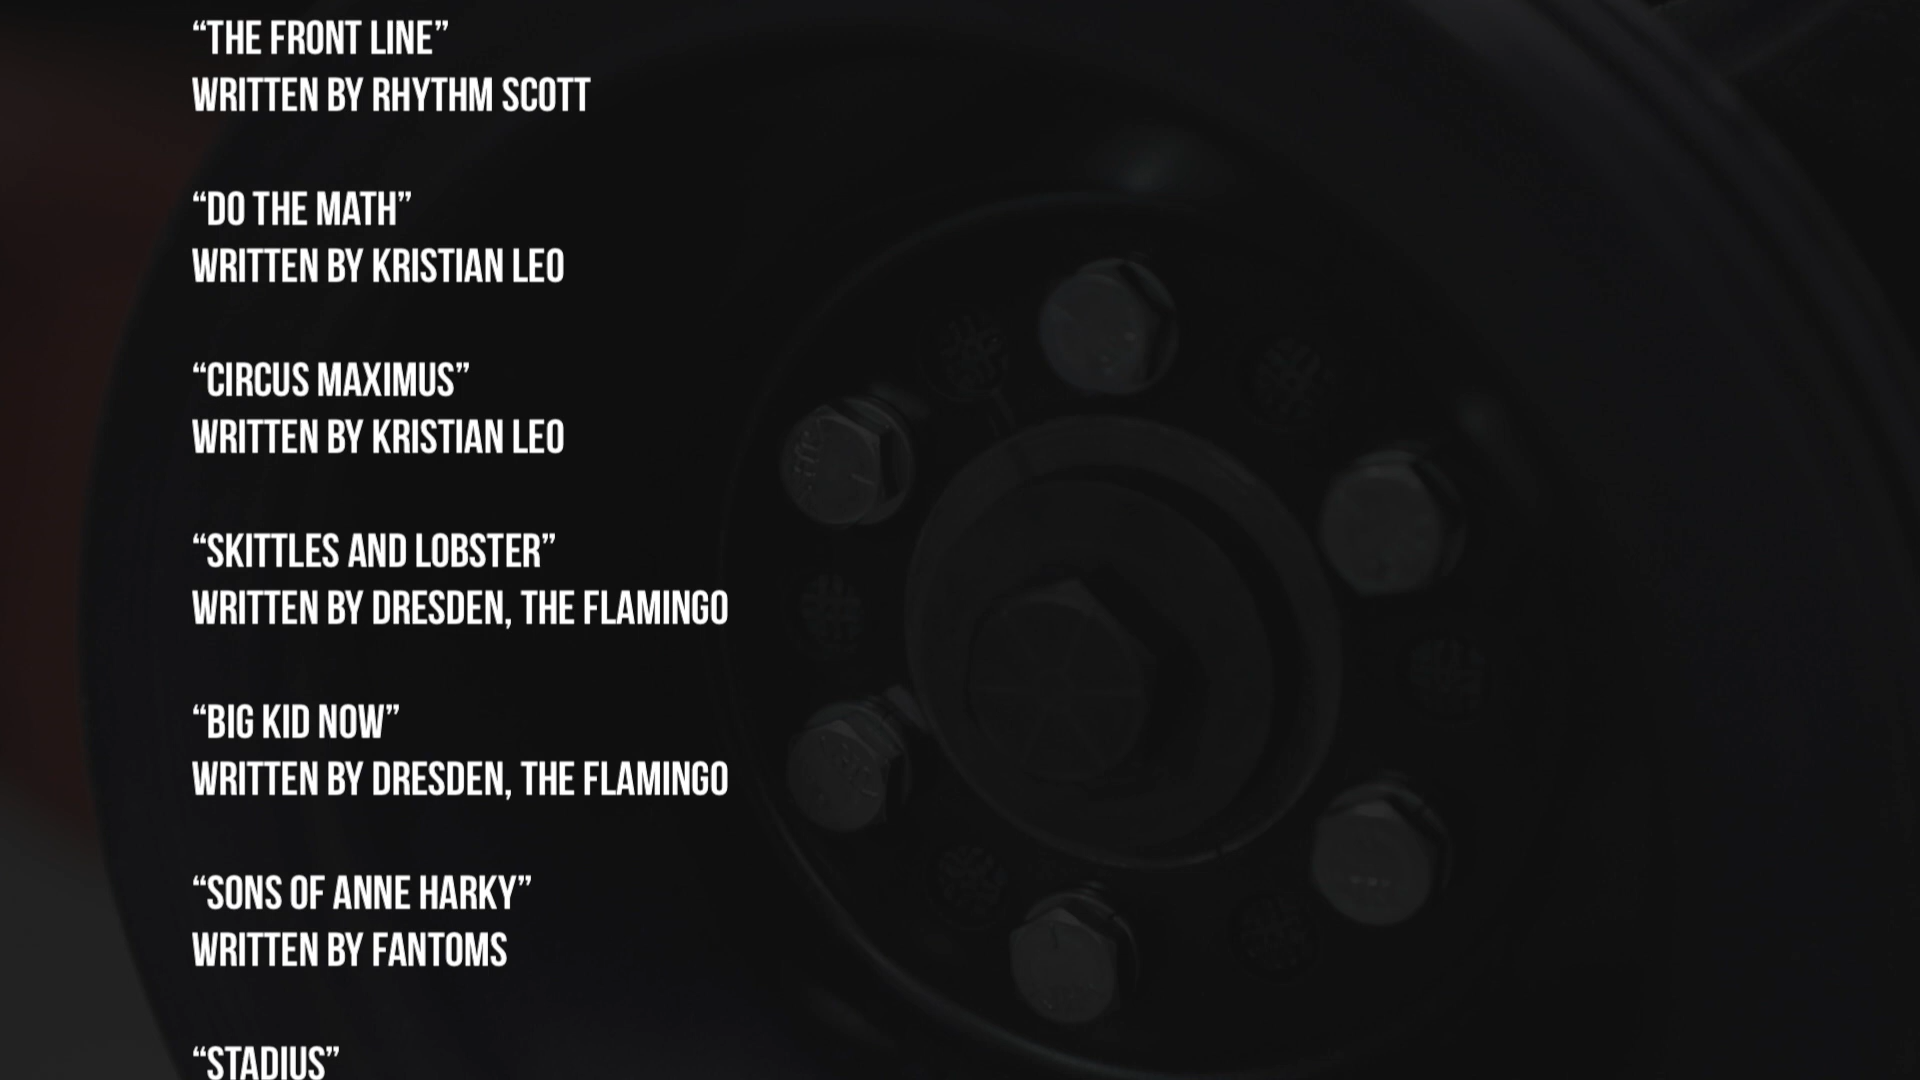 “THE FRONT LINE”
WRITTEN BY RHYTHM SCOTT
“DO THE MATH”
WRITTEN BY KRISTIAN LEO
“CIRCUS MAXIMUS”
WRITTEN BY KRISTIAN LEO
“SKITTLES AND LOBSTER”
WRITTEN BY DRESDEN, THE FLAMINGO
“BIG KID NOW”
WRITTEN BY DRESDEN, THE FLAMINGO
“SONS OF ANNE HARKY”
WRITTEN BY FANTOMS
“STADIUS”